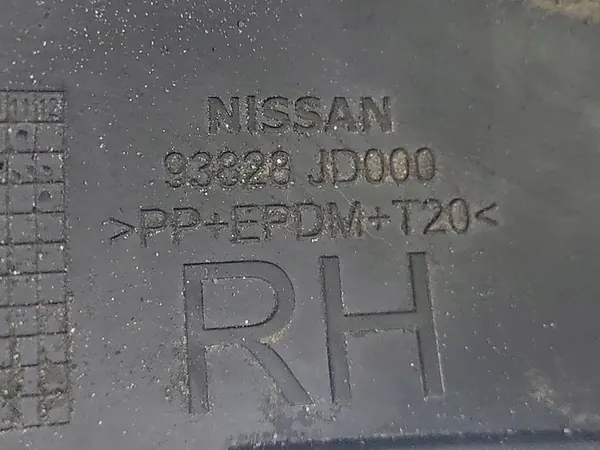 NISSAN
93828 JD000
>PP+EPDM+T20<
RH